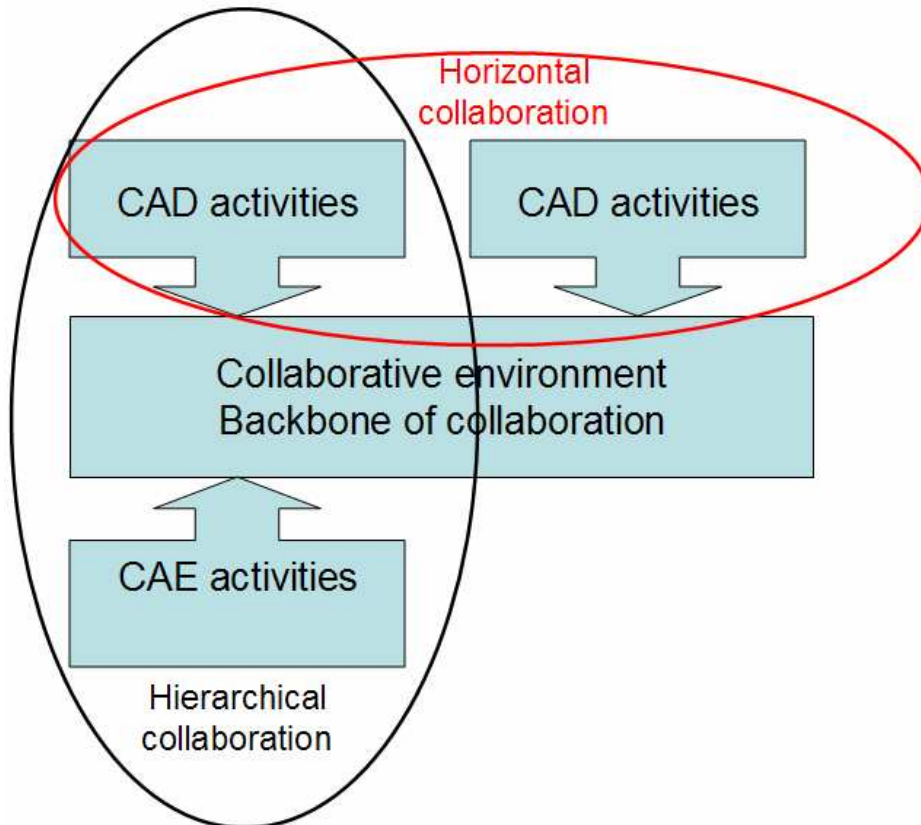 Horizontal
collaboration
CAD activities
CAD activities
Collaborative environment
Backbone of collaboration
CAE activities
Hierarchical
collaboration